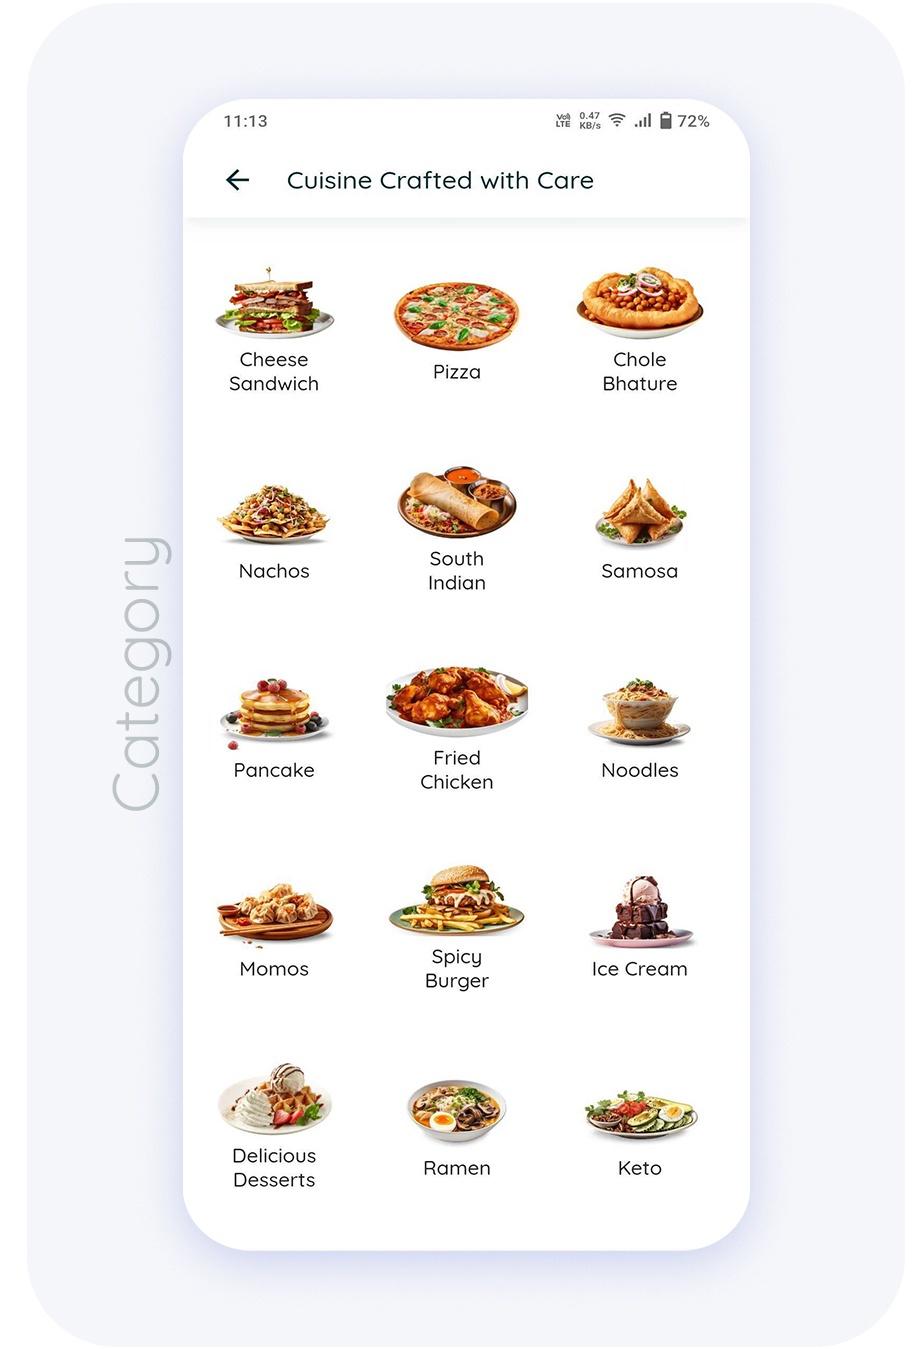 11:13
Vo) LTE 0.47 KB/s 72%
Cuisine Crafted with Care
Cheese
Sandwich
Pizza
Chole
Bhature
Nachos
South
Indian
Samosa
Pancake
Fried
Chicken
Noodles
Momos
Spicy
Burger
Ice Cream
Delicious
Desserts
Ramen
Keto
Category